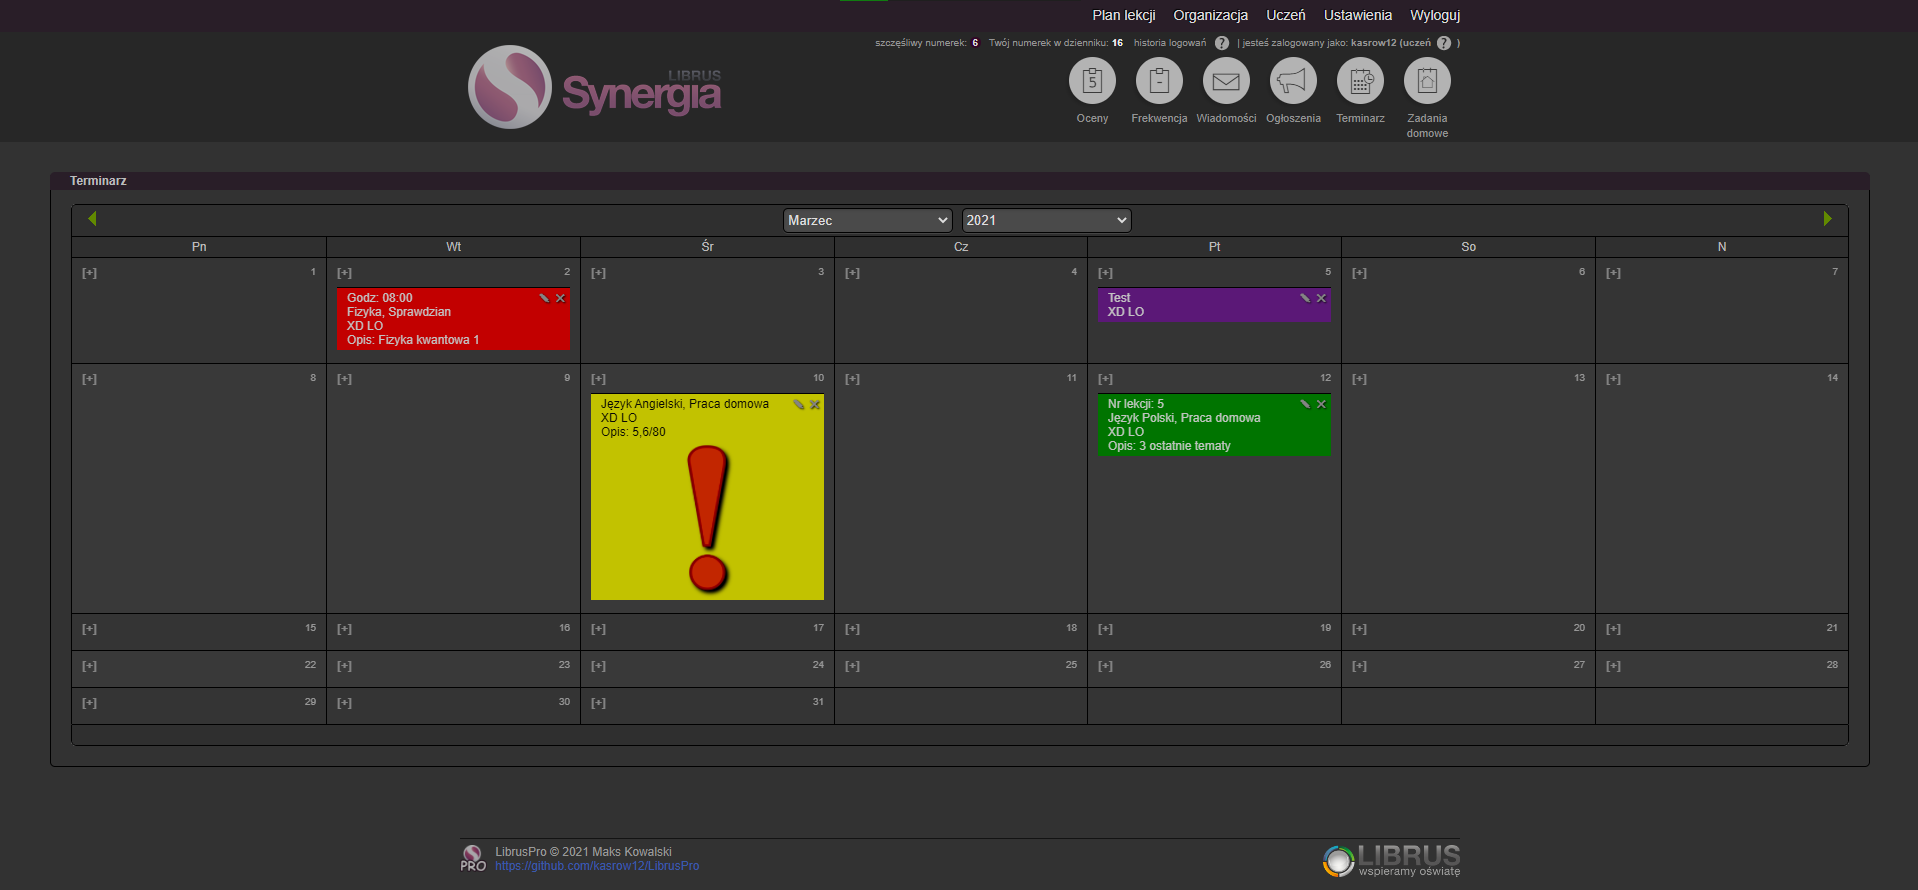 Plan lekcji Organizacja Uczeń Ustawienia Wyloguj
szczęśliwy numerek: 6 Twój numerek w dzienniku: 16 historia logowań ? | jesteś zalogowany jako: kasrow12 (uczeń ? )
LIBRUS
Synergia
5
Oceny Frekwencja Wiadomości Ogłoszenia Terminarz Zadania domowe
Terminarz
Marzec 2021
Pn Wt Śr Cz Pt So N
[+] 1 [+] 2 [+] 3 [+] 4 [+] 5 [+] 6 [+] 7
Godz: 08:00
Fizyka, Sprawdzian
XD LO
Opis: Fizyka kwantowa 1
Test
XD LO
[+] 8 [+] 9 [+] 10 [+] 11 [+] 12 [+] 13 [+] 14
Język Angielski, Praca domowa
XD LO
Opis: 5,6/80
Nr lekcji: 5
Język Polski, Praca domowa
XD LO
Opis: 3 ostatnie tematy
[+] 15 [+] 16 [+] 17 [+] 18 [+] 19 [+] 20 [+] 21
[+] 22 [+] 23 [+] 24 [+] 25 [+] 26 [+] 27 [+] 28
[+] 29 [+] 30 [+] 31
PRO
LibrusPro © 2021 Maks Kowalski
https://github.com/kasrow12/LibrusPro
LIBRUS
wspieramy oświatę